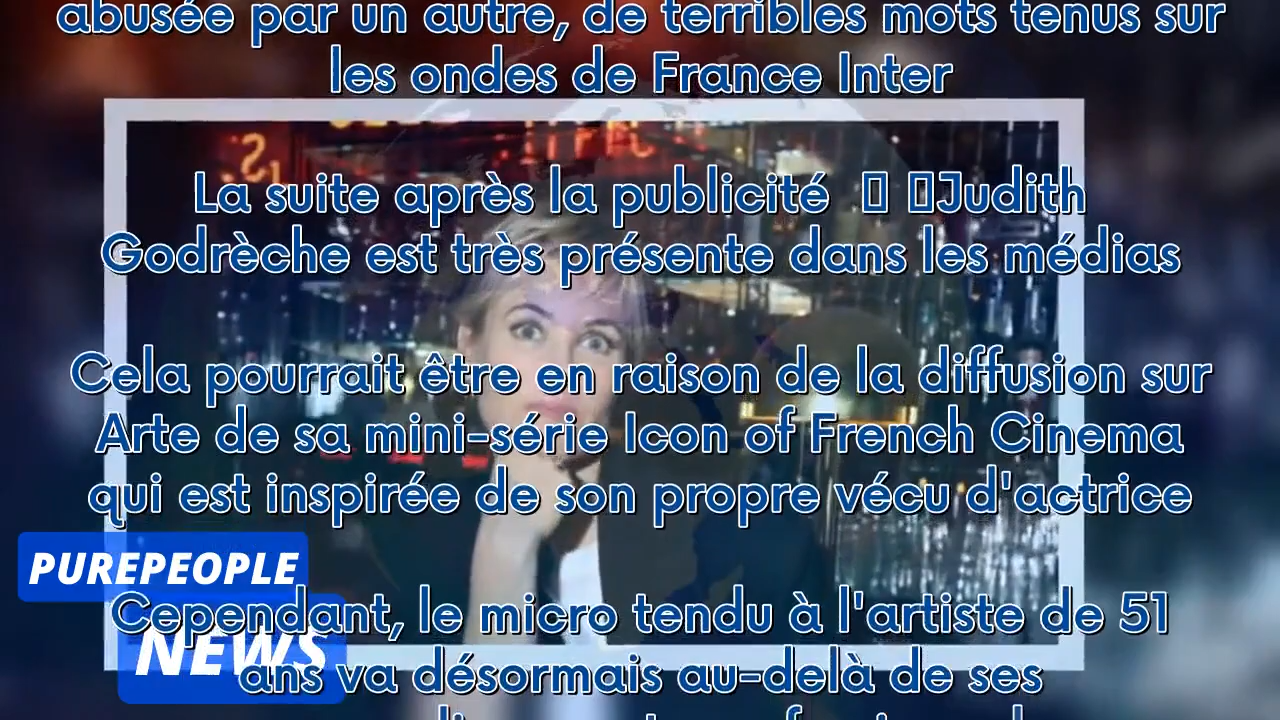 abusée par un autre, de terribles mots tenus sur
les ondes de France Inter
La suite après la publicité Judith
Godrèche est très présente dans les médias
Cela pourrait être en raison de la diffusion sur
Arte de sa mini-série Icon of French Cinema
qui est inspirée de son propre vécu d'actrice
PUREPEOPLE
NEWS
Cependant, le micro tendu à l'artiste de 51
ans va désormais au-delà de ses